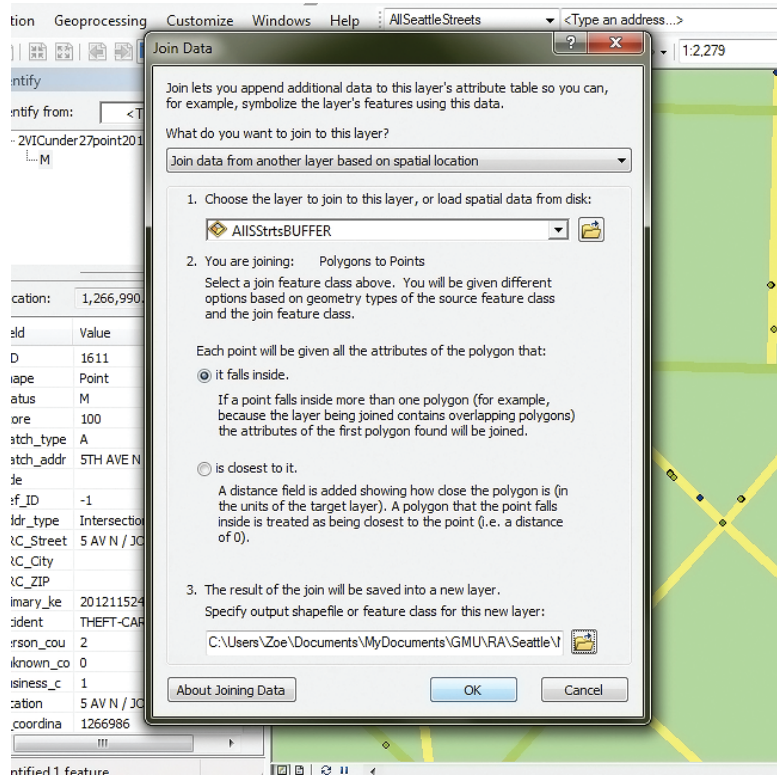 tion Geoprocessing Customize Windows Help AllSeattleStreets <Type an address...>
1:2,279
Join Data
?
X
Join lets you append additional data to this layer's attribute table so you can,
for example, symbolize the layer's features using this data.
What do you want to join to this layer?
Join data from another layer based on spatial location
1. Choose the layer to join to this layer, or load spatial data from disk:
AllSStrtsBUFFER
2. You are joining: Polygons to Points
Select a join feature class above. You will be given different
options based on geometry types of the source feature class
and the join feature class.
Each point will be given all the attributes of the polygon that:
it falls inside.
If a point falls inside more than one polygon (for example,
because the layer being joined contains overlapping polygons)
the attributes of the first polygon found will be joined.
is closest to it.
A distance field is added showing how close the polygon is (in
the units of the target layer). A polygon that the point falls
inside is treated as being closest to the point (i.e. a distance
of 0).
3. The result of the join will be saved into a new layer.
Specify output shapefile or feature class for this new layer:
C:\Users\Zoe\Documents\MyDocuments\GMU\RA\Seattle\
About Joining Data OK Cancel
entify
entify from: <T
2VICunder27point201
M
cation: 1,266,990.
eld Value
D 1611
ape Point
atus M
ore 100
atch_type A
atch_addr 5TH AVE N
de
ef_ID -1
ddr_type Intersection
RC_Street 5 AV N / JO
RC_City
RC_ZIP
imary_ke 201211524
cident THEFT-CAR
erson_cou 2
nknown_co 0
usiness_c 1
cation 5 AV N / JO
_coordina 1266986
ntified 1 feature